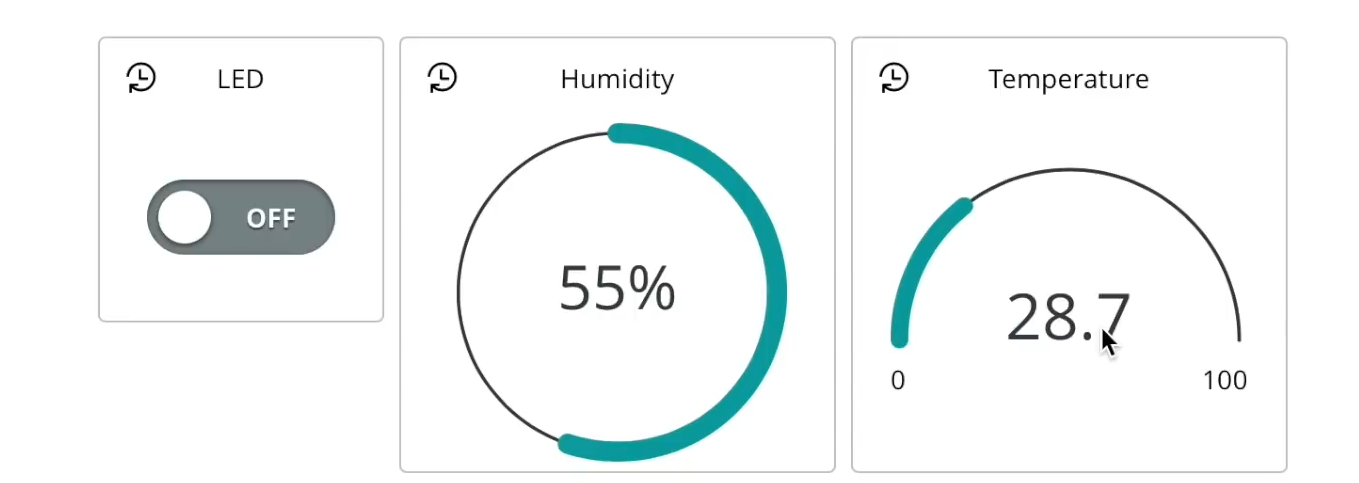 LED
OFF
Humidity
55%
Temperature
28.7
0
100